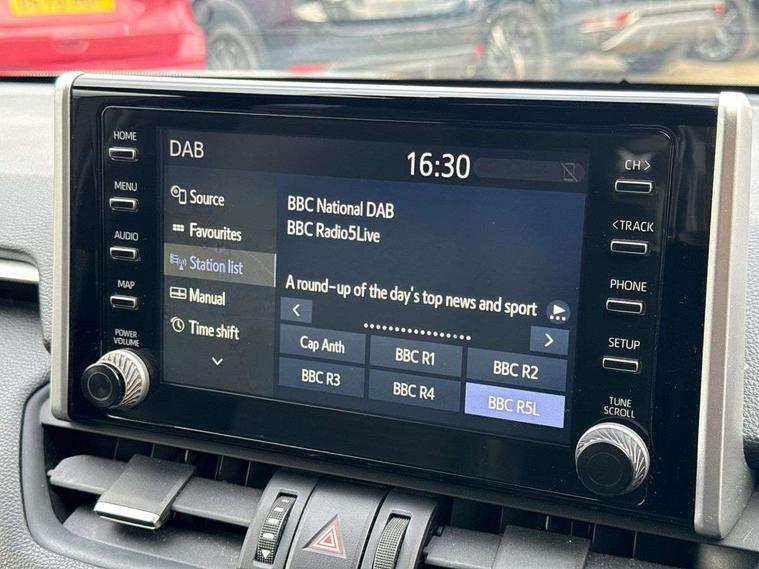 HOME
MENU
AUDIO
MAP
POWER
VOLUME
DAB
16:30
Source
Favourites
Station list
Manual
Time shift
BBC National DAB
BBC Radio5Live
A round-up of the day's top news and sport
<
>
Cap Anth
BBC R1
BBC R2
BBC R3
BBC R4
BBC R5L
CH >
< TRACK
PHONE
SETUP
TUNE
SCROLL